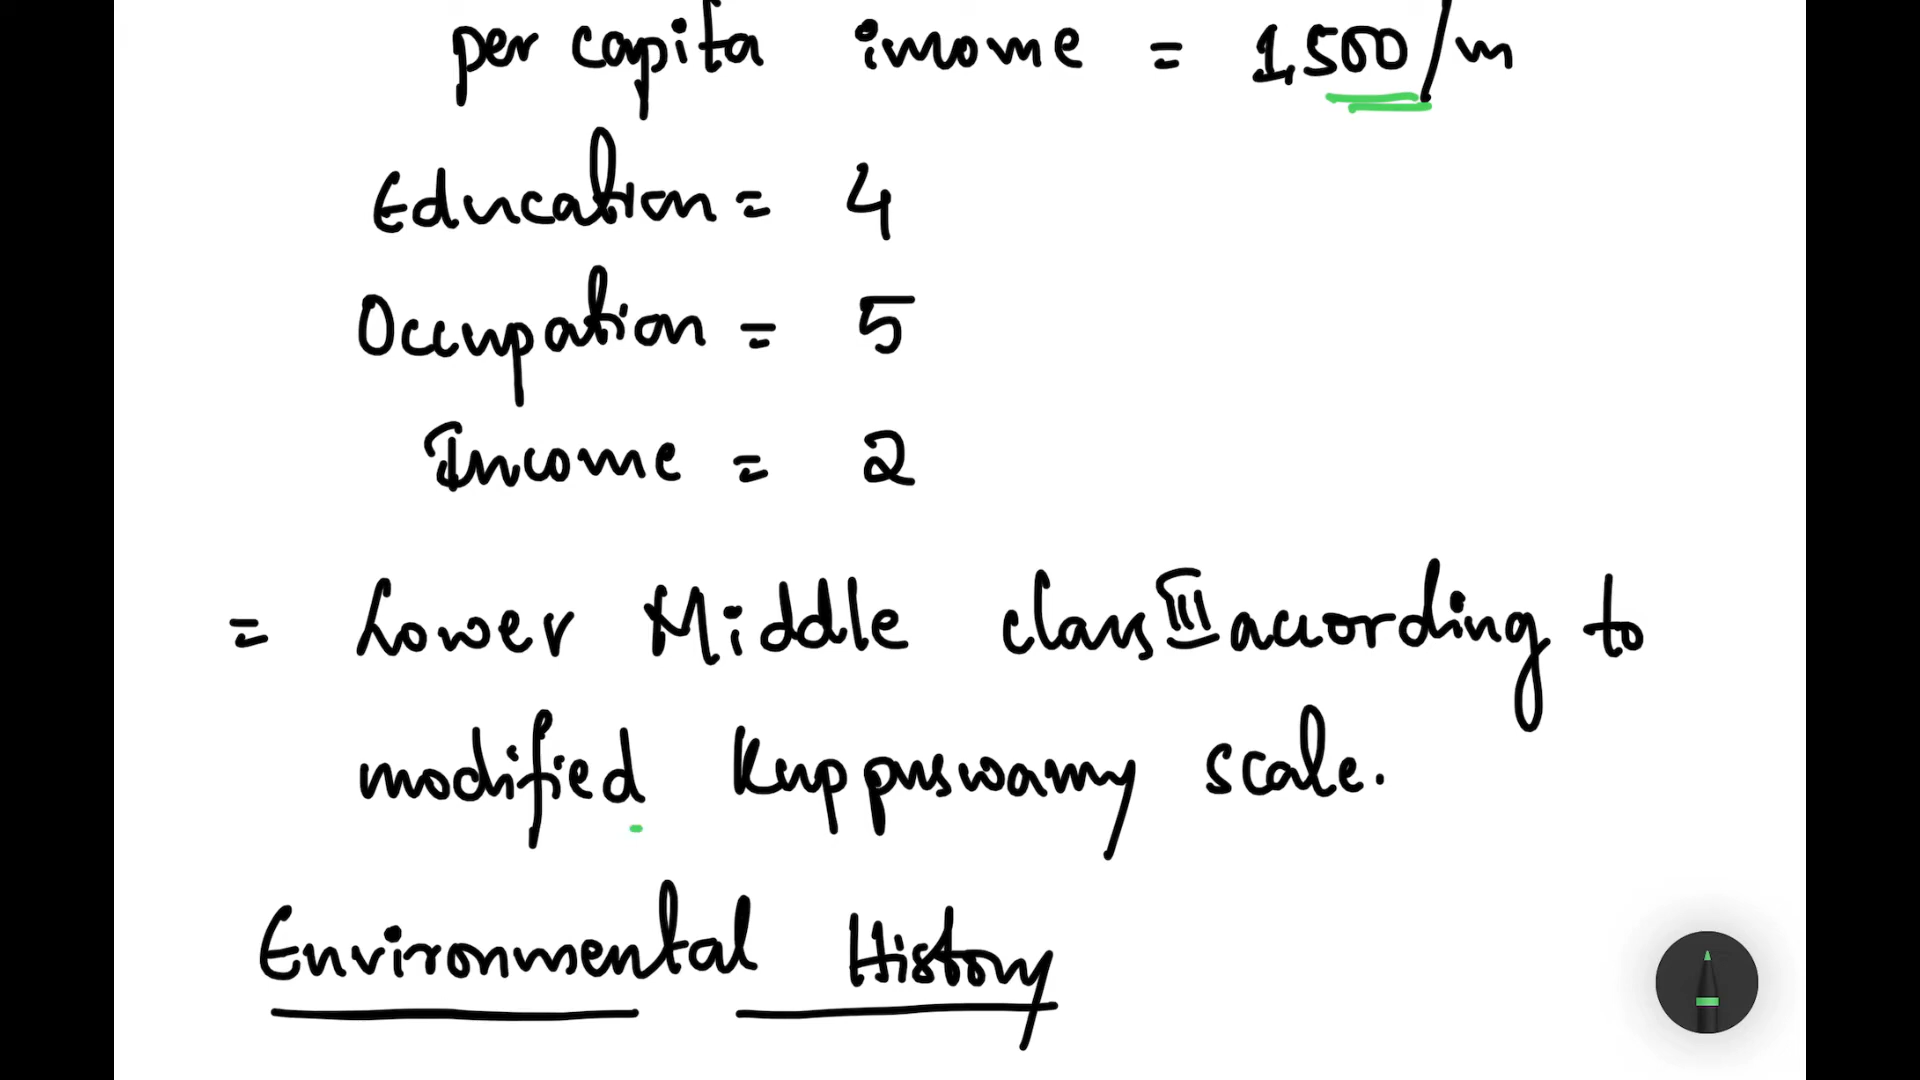 per capita income = 1,500/m
Education = 4
Occupation = 5
Income = 2
= Lower Middle class III according to
modified Kuppuswamy scale.
Environmental History